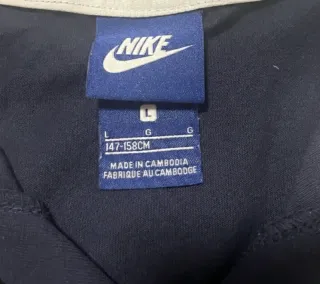 NIKE
L
L G G
147-158CM
MADE IN CAMBODIA
FABRIQUE AU CAMBODGE